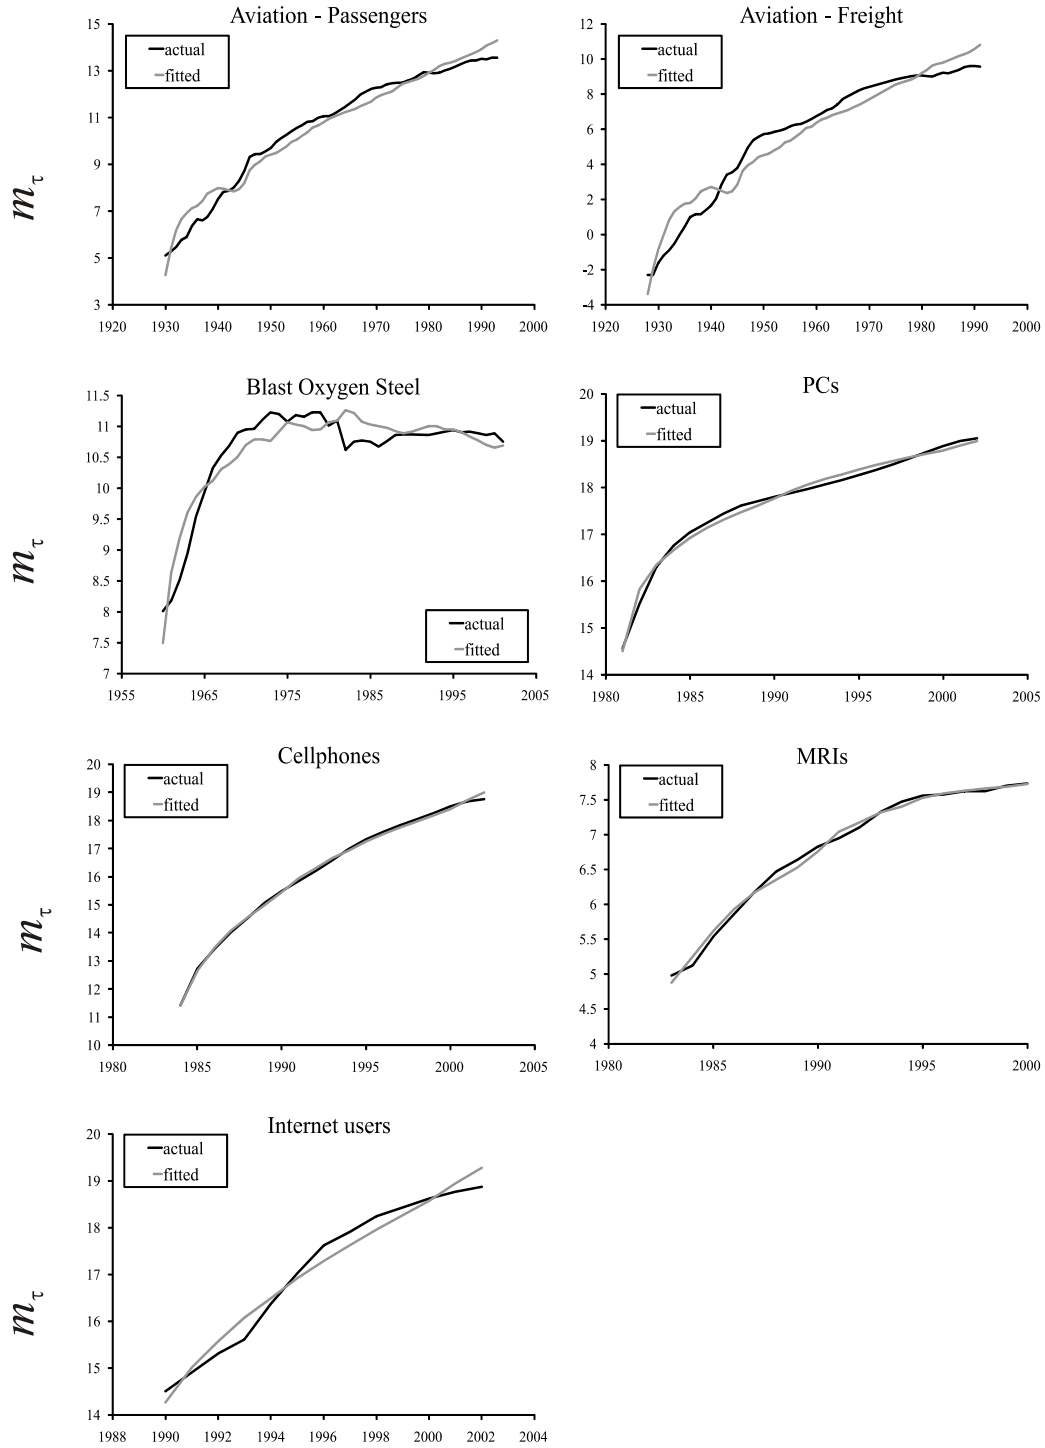 Aviation - Passengers
15
13
11
9
7
5
3
1920 1930 1940 1950 1960 1970 1980 1990 2000
actual
fitted
mτ
Aviation - Freight
12
10
8
6
4
2
0
-2
-4
1920 1930 1940 1950 1960 1970 1980 1990 2000
actual
fitted
Blast Oxygen Steel
11.5
11
10.5
10
9.5
9
8.5
8
7.5
7
1955 1965 1975 1985 1995 2005
actual
fitted
mτ
PCs
20
19
18
17
16
15
14
1980 1985 1990 1995 2000 2005
actual
fitted
Cellphones
20
19
18
17
16
15
14
13
12
11
10
1980 1985 1990 1995 2000 2005
actual
fitted
mτ
MRIs
8
7.5
7
6.5
6
5.5
5
4.5
4
1980 1985 1990 1995 2000
actual
fitted
Internet users
20
19
18
17
16
15
14
1988 1990 1992 1994 1996 1998 2000 2002 2004
actual
fitted
mτ